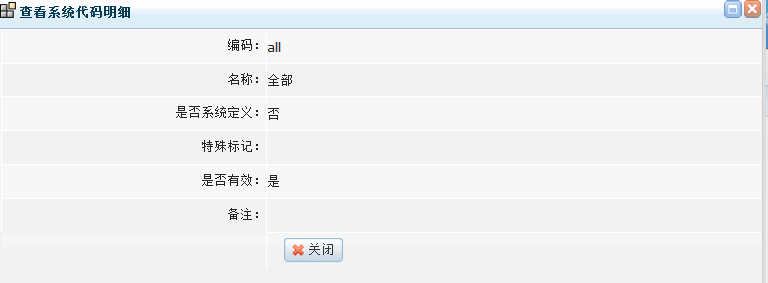 查看系统代码明细
编码： all
名称： 全部
是否系统定义： 否
特殊标记：
是否有效： 是
备注：
关闭